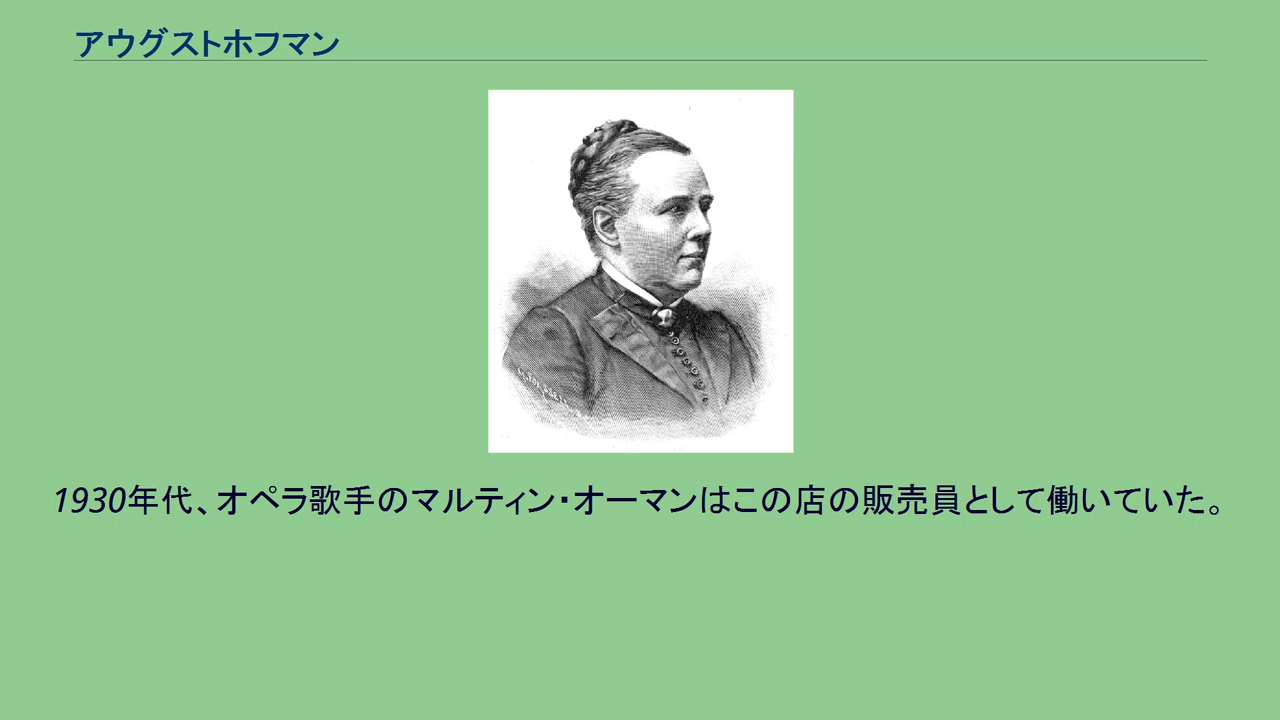 アウグストホフマン
1930年代、オペラ歌手のマルティン・オーマンはこの店の販売員として働いていた。